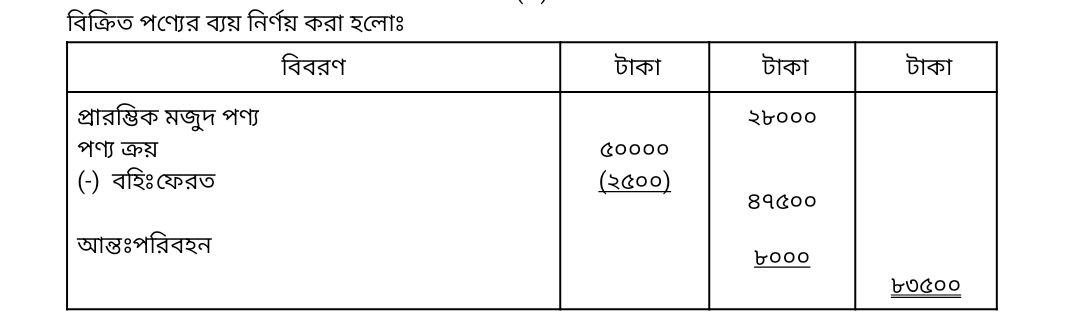 বিক্রিত পণ্যের ব্যয় নির্ণয় করা হলোঃ
বিবরণ টাকা টাকা টাকা
প্রারম্ভিক মজুদ পণ্য ২৮০০০
পণ্য ক্রয় ৫০০০০
(-) বহিঃফেরত (২৫০০)
৪৭৫০০
আন্তঃপরিবহন ৮০০০
৮৩৫০০